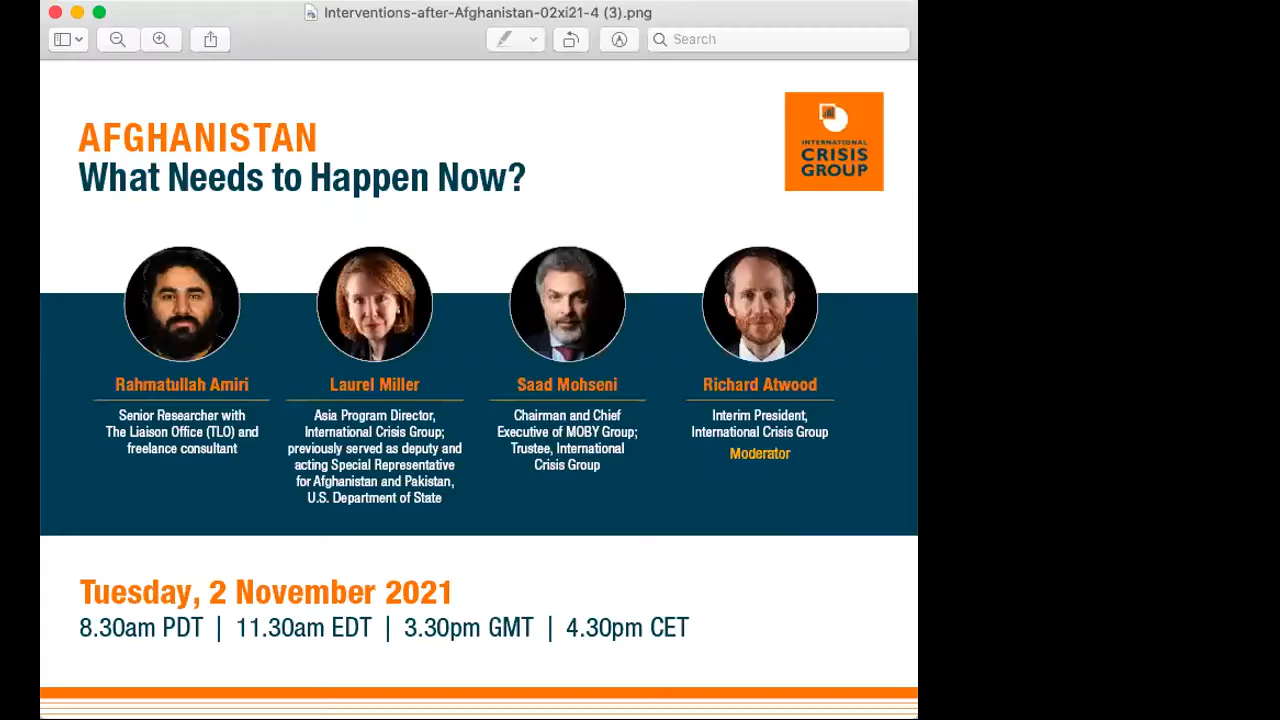 Interventions-after-Afghanistan-02xi21-4 (3).png
Search
AFGHANISTAN
What Needs to Happen Now?
INTERNATIONAL
CRISIS
GROUP
Rahmatullah Amiri
Senior Researcher with
The Liaison Office (TLO) and
freelance consultant
Laurel Miller
Asia Program Director,
International Crisis Group;
previously served as deputy and
acting Special Representative
for Afghanistan and Pakistan,
U.S. Department of State
Saad Mohseni
Chairman and Chief
Executive of MOBY Group;
Trustee, International
Crisis Group
Richard Atwood
Interim President,
International Crisis Group
Moderator
Tuesday, 2 November 2021
8.30am PDT | 11.30am EDT | 3.30pm GMT | 4.30pm CET